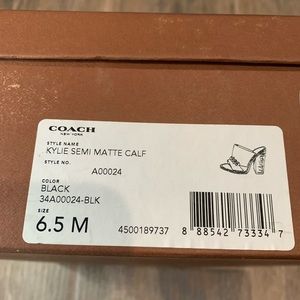 COACH
NEW YORK
STYLE NAME
KYLIE SEMI MATTE CALF
STYLE NO.
A00024
COLOR
BLACK
34A00024-BLK
SIZE
6.5 M
4500189737
8 88542 73334 7